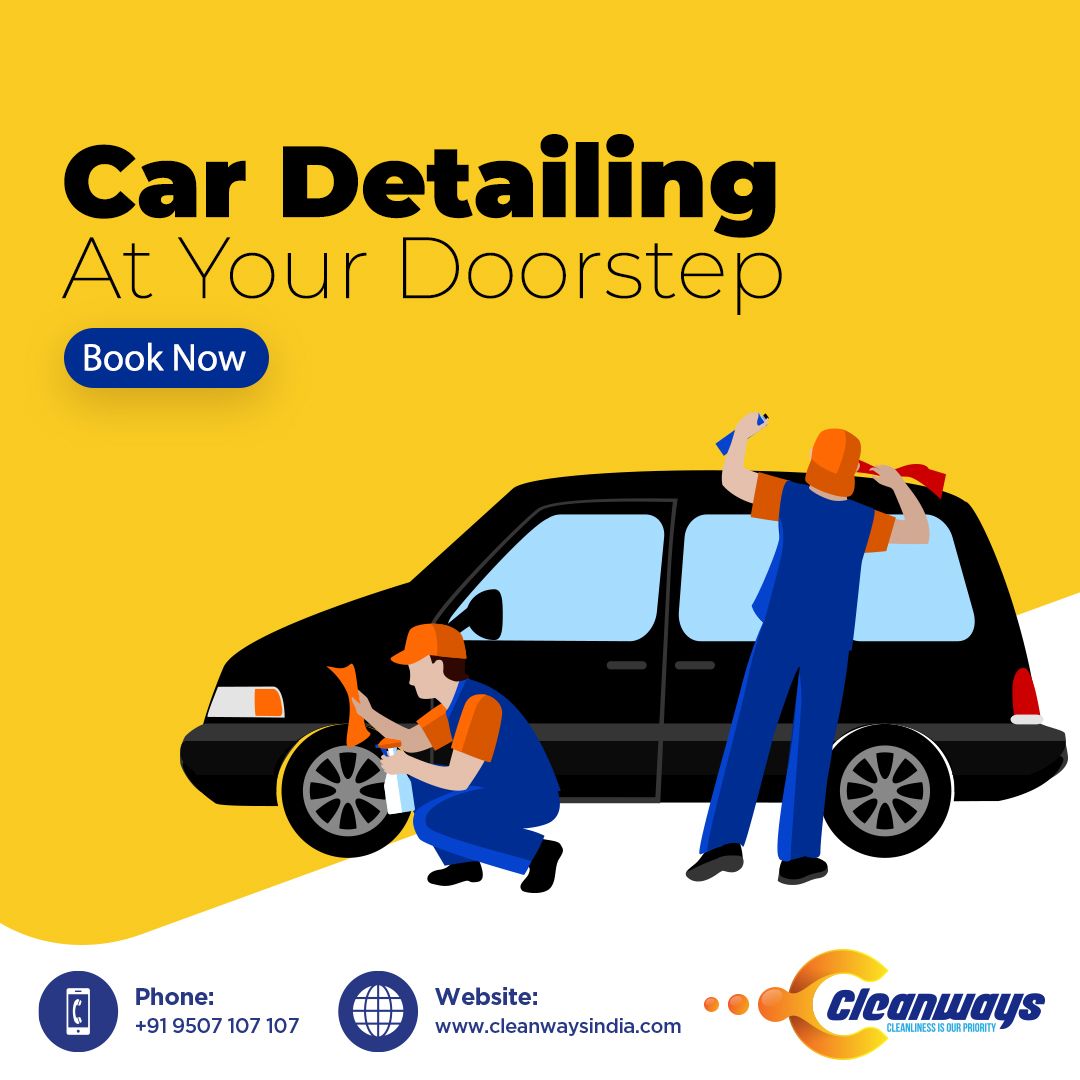 Car Detailing
At Your Doorstep
Book Now
Phone:
+91 9507 107 107
Website:
www.cleanwaysindia.com
Cleanways
CLEANLINESS IS OUR PRIORITY